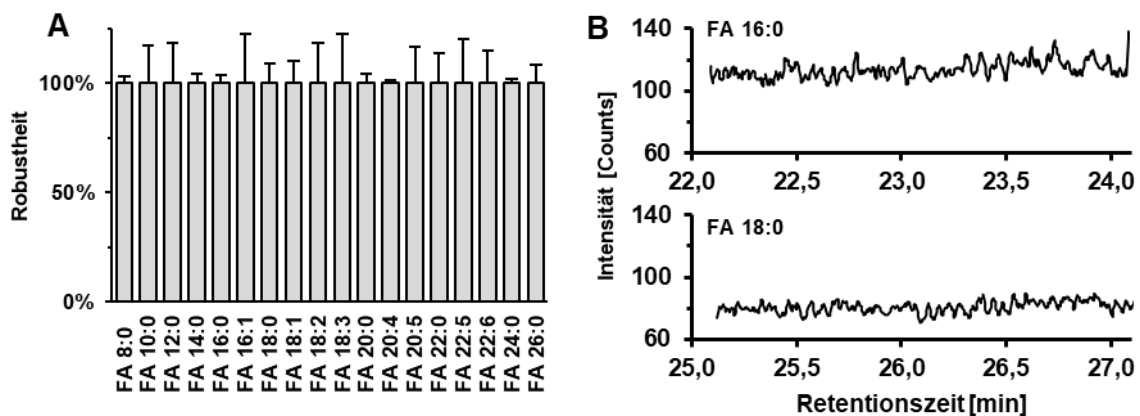 A
Robustheit
100%
50%
0%
FA 8:0
FA 10:0
FA 12:0
FA 14:0
FA 16:0
FA 16:1
FA 18:0
FA 18:1
FA 18:2
FA 18:3
FA 20:0
FA 20:4
FA 20:5
FA 22:0
FA 22:5
FA 22:6
FA 24:0
FA 26:0
B
Intensität [Counts]
140
FA 16:0
100
60
22,0 22,5 23,0 23,5 24,0
140
FA 18:0
100
60
25,0 25,5 26,0 26,5 27,0
Retentionszeit [min]